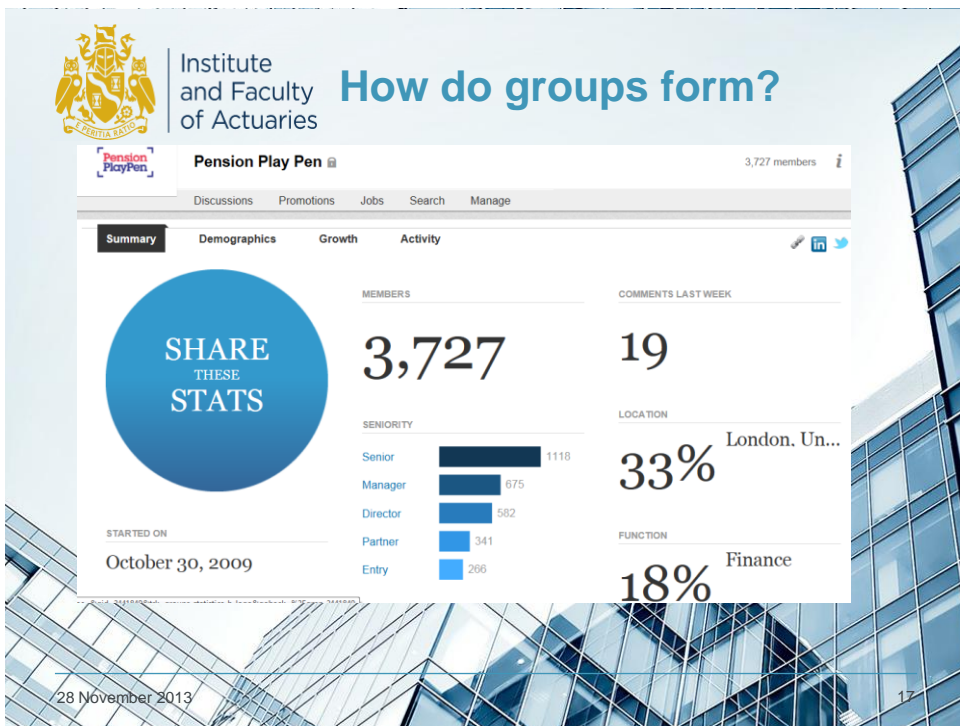 Institute
and Faculty
of Actuaries
How do groups form?
E PERITIA RATIO
Pension
PlayPen
Pension Play Pen
3,727 members i
Discussions Promotions Jobs Search Manage
Summary Demographics Growth Activity
in
SHARE
THESE
STATS
STARTED ON
October 30, 2009
MEMBERS
3,727
SENIORITY
Senior 1118
Manager 675
Director 582
Partner 341
Entry 266
COMMENTS LAST WEEK
19
LOCATION
33% London, Un...
FUNCTION
18% Finance
28 November 2013
17